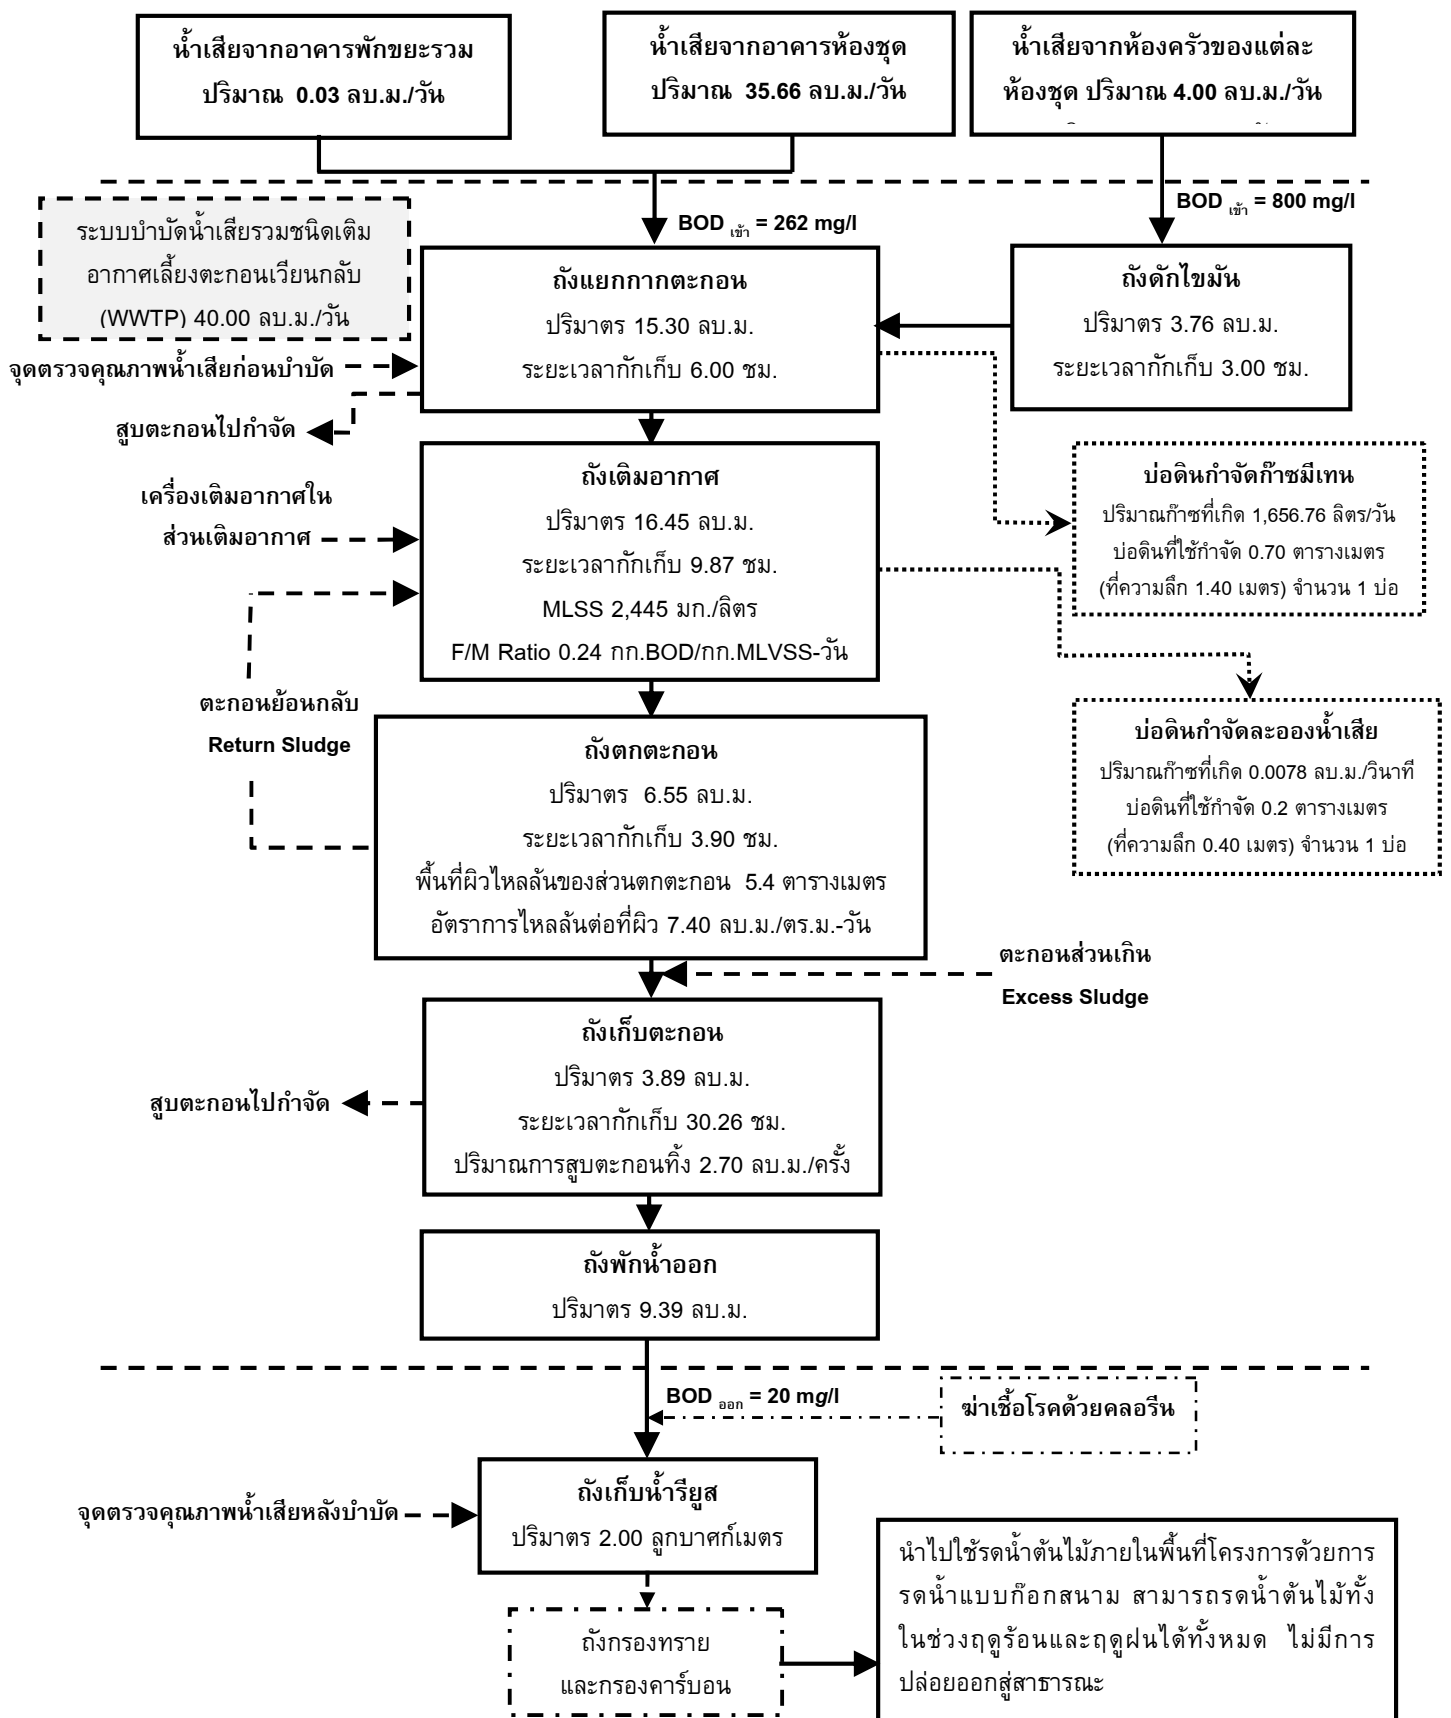 น้ำเสียจากอาคารพักขยะรวม
ปริมาณ 0.03 ลบ.ม./วัน
น้ำเสียจากอาคารห้องชุด
ปริมาณ 35.66 ลบ.ม./วัน
น้ำเสียจากห้องครัวของแต่ละ
ห้องชุด ปริมาณ 4.00 ลบ.ม./วัน
BOD เข้า = 262 mg/l
BOD เข้า = 800 mg/l
ระบบบำบัดน้ำเสียรวมชนิดเติม
อากาศเลี้ยงตะกอนเวียนกลับ
(WWTP) 40.00 ลบ.ม./วัน
ถังแยกกากตะกอน
ปริมาตร 15.30 ลบ.ม.
ระยะเวลากักเก็บ 6.00 ชม.
ถังดักไขมัน
ปริมาตร 3.76 ลบ.ม.
ระยะเวลากักเก็บ 3.00 ชม.
จุดตรวจคุณภาพน้ำเสียก่อนบำบัด
สูบตะกอนไปกำจัด
เครื่องเติมอากาศใน
ส่วนเติมอากาศ
ถังเติมอากาศ
ปริมาตร 16.45 ลบ.ม.
ระยะเวลากักเก็บ 9.87 ชม.
MLSS 2,445 มก./ลิตร
F/M Ratio 0.24 กก.BOD/กก.MLVSS-วัน
บ่อดินกำจัดก๊าซมีเทน
ปริมาณก๊าซที่เกิด 1,656.76 ลิตร/วัน
บ่อดินที่ใช้กำจัด 0.70 ตารางเมตร
(ที่ความลึก 1.40 เมตร) จำนวน 1 บ่อ
ตะกอนย้อนกลับ
Return Sludge
ถังตกตะกอน
ปริมาตร 6.55 ลบ.ม.
ระยะเวลากักเก็บ 3.90 ชม.
พื้นที่ผิวไหลล้นของส่วนตกตะกอน 5.4 ตารางเมตร
อัตราการไหลล้นต่อที่ผิว 7.40 ลบ.ม./ตร.ม.-วัน
บ่อดินกำจัดละอองน้ำเสีย
ปริมาณก๊าซที่เกิด 0.0078 ลบ.ม./วินาที
บ่อดินที่ใช้กำจัด 0.2 ตารางเมตร
(ที่ความลึก 0.40 เมตร) จำนวน 1 บ่อ
ตะกอนส่วนเกิน
Excess Sludge
ถังเก็บตะกอน
ปริมาตร 3.89 ลบ.ม.
ระยะเวลากักเก็บ 30.26 ชม.
ปริมาณการสูบตะกอนทิ้ง 2.70 ลบ.ม./ครั้ง
สูบตะกอนไปกำจัด
ถังพักน้ำออก
ปริมาตร 9.39 ลบ.ม.
BOD ออก = 20 mg/l
ฆ่าเชื้อโรคด้วยคลอรีน
ถังเก็บน้ำรียูส
ปริมาตร 2.00 ลูกบาศก์เมตร
จุดตรวจคุณภาพน้ำเสียหลังบำบัด
ถังกรองทราย
และกรองคาร์บอน
นำไปใช้รดน้ำต้นไม้ภายในพื้นที่โครงการด้วยการ
รดน้ำแบบก๊อกสนาม สามารถรดน้ำต้นไม้ทั้ง
ในช่วงฤดูร้อนและฤดูฝนได้ทั้งหมด ไม่มีการ
ปล่อยออกสู่สาธารณะ